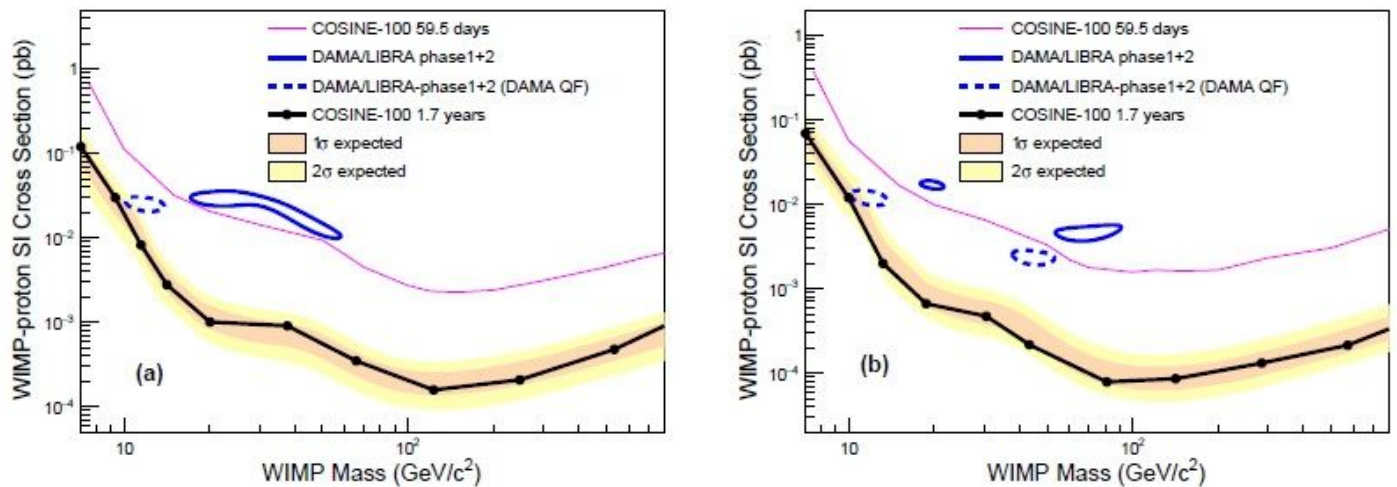 WIMP-proton SI Cross Section (pb)
1
10⁻¹
10⁻²
10⁻³
10⁻⁴
COSINE-100 59.5 days
DAMA/LIBRA phase1+2
DAMA/LIBRA-phase1+2 (DAMA QF)
COSINE-100 1.7 years
1σ expected
2σ expected
(a)
10
10²
WIMP Mass (GeV/c²)
WIMP-proton SI Cross Section (pb)
1
10⁻¹
10⁻²
10⁻³
10⁻⁴
COSINE-100 59.5 days
DAMA/LIBRA phase1+2
DAMA/LIBRA-phase1+2 (DAMA QF)
COSINE-100 1.7 years
1σ expected
2σ expected
(b)
10
10²
WIMP Mass (GeV/c²)